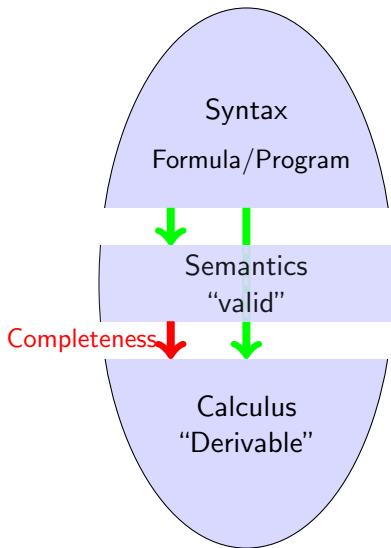 Syntax
Formula/Program
Semantics
“valid”
Completeness
Calculus
“Derivable”